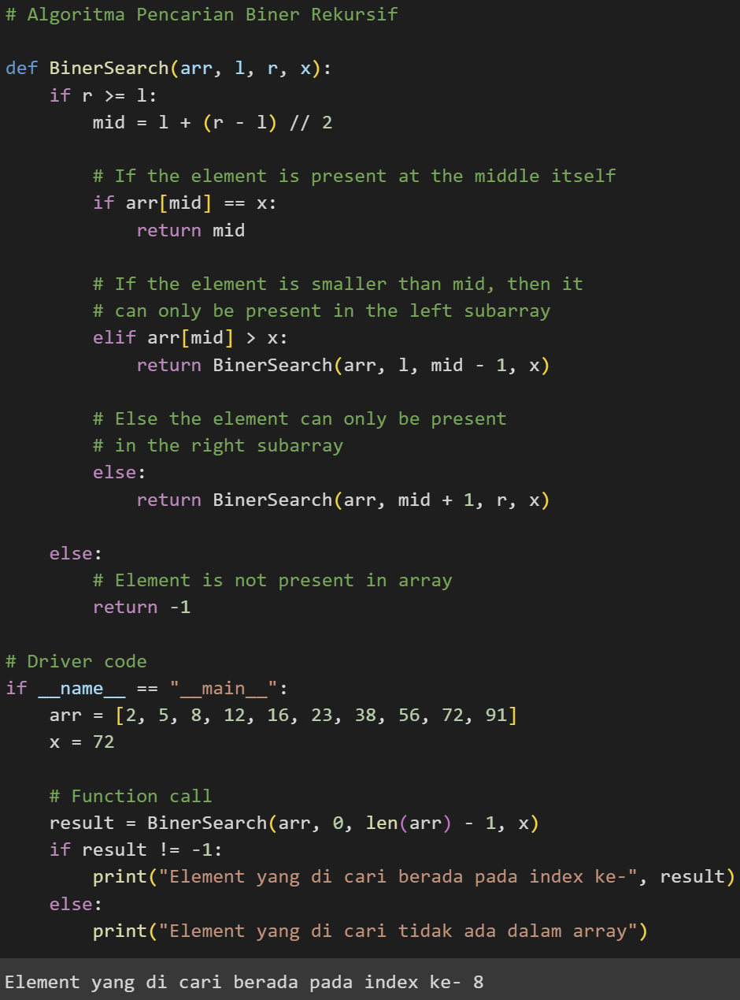 # Algoritma Pencarian Biner Rekursif

def BinerSearch(arr, l, r, x):
    if r >= l:
        mid = l + (r - l) // 2

        # If the element is present at the middle itself
        if arr[mid] == x:
            return mid

        # If the element is smaller than mid, then it
        # can only be present in the left subarray
        elif arr[mid] > x:
            return BinerSearch(arr, l, mid - 1, x)

        # Else the element can only be present
        # in the right subarray
        else:
            return BinerSearch(arr, mid + 1, r, x)

    else:
        # Element is not present in array
        return -1

# Driver code
if __name__ == "__main__":
    arr = [2, 5, 8, 12, 16, 23, 38, 56, 72, 91]
    x = 72

    # Function call
    result = BinerSearch(arr, 0, len(arr) - 1, x)
    if result != -1:
        print("Element yang di cari berada pada index ke-", result)
    else:
        print("Element yang di cari tidak ada dalam array")

Element yang di cari berada pada index ke- 8